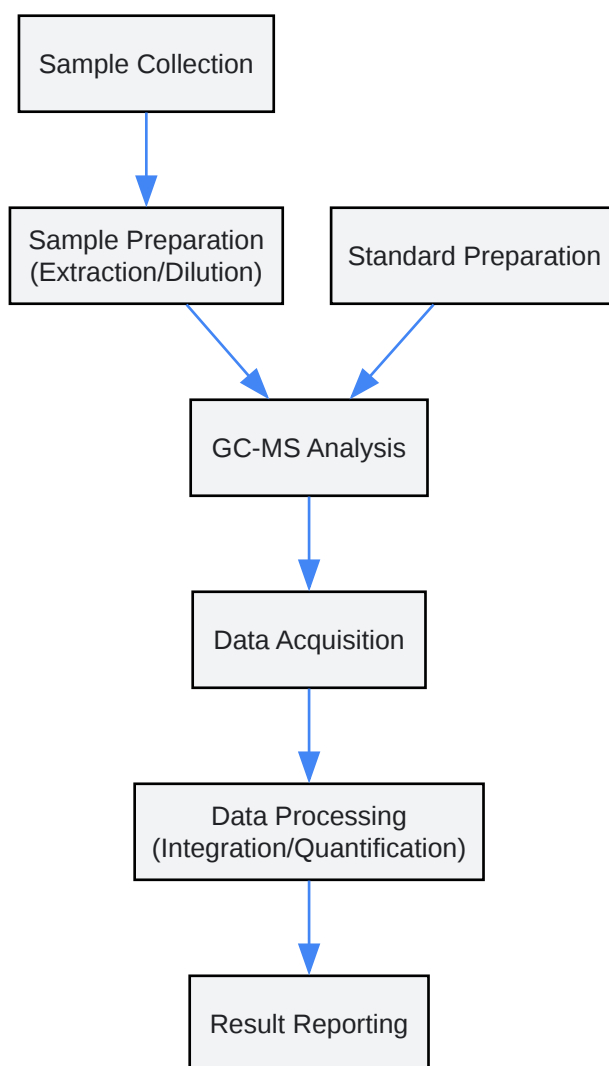 Sample Collection
Sample Preparation
(Extraction/Dilution)
Standard Preparation
GC-MS Analysis
Data Acquisition
Data Processing
(Integration/Quantification)
Result Reporting